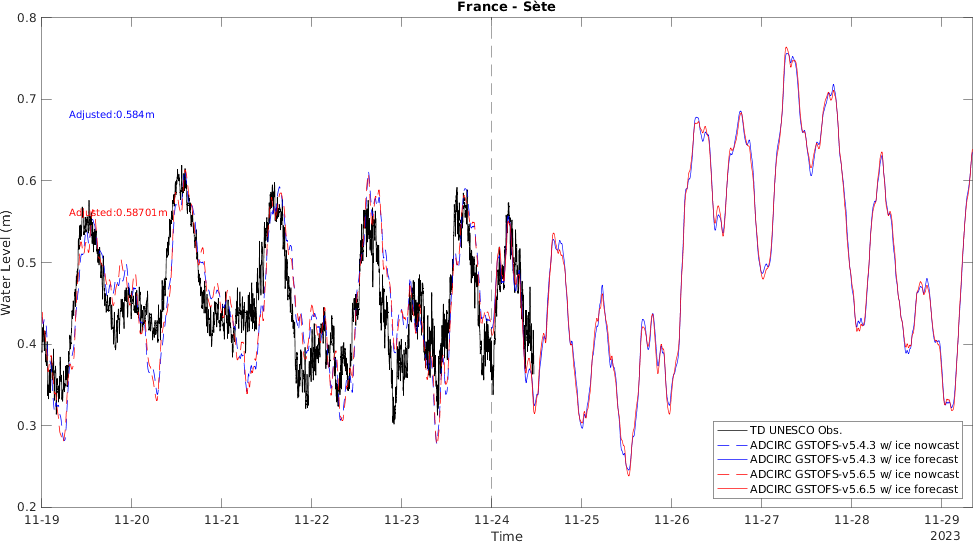 France - Sète
0.8
0.7
0.6
0.5
0.4
0.3
0.2
Water Level (m)
Adjusted:0.584m
Adjusted:0.58701m
TD UNESCO Obs.
ADCIRC GSTOFS-v5.4.3 w/ ice nowcast
ADCIRC GSTOFS-v5.4.3 w/ ice forecast
ADCIRC GSTOFS-v5.6.5 w/ ice nowcast
ADCIRC GSTOFS-v5.6.5 w/ ice forecast
11-19 11-20 11-21 11-22 11-23 11-24 11-25 11-26 11-27 11-28 11-29
2023
Time